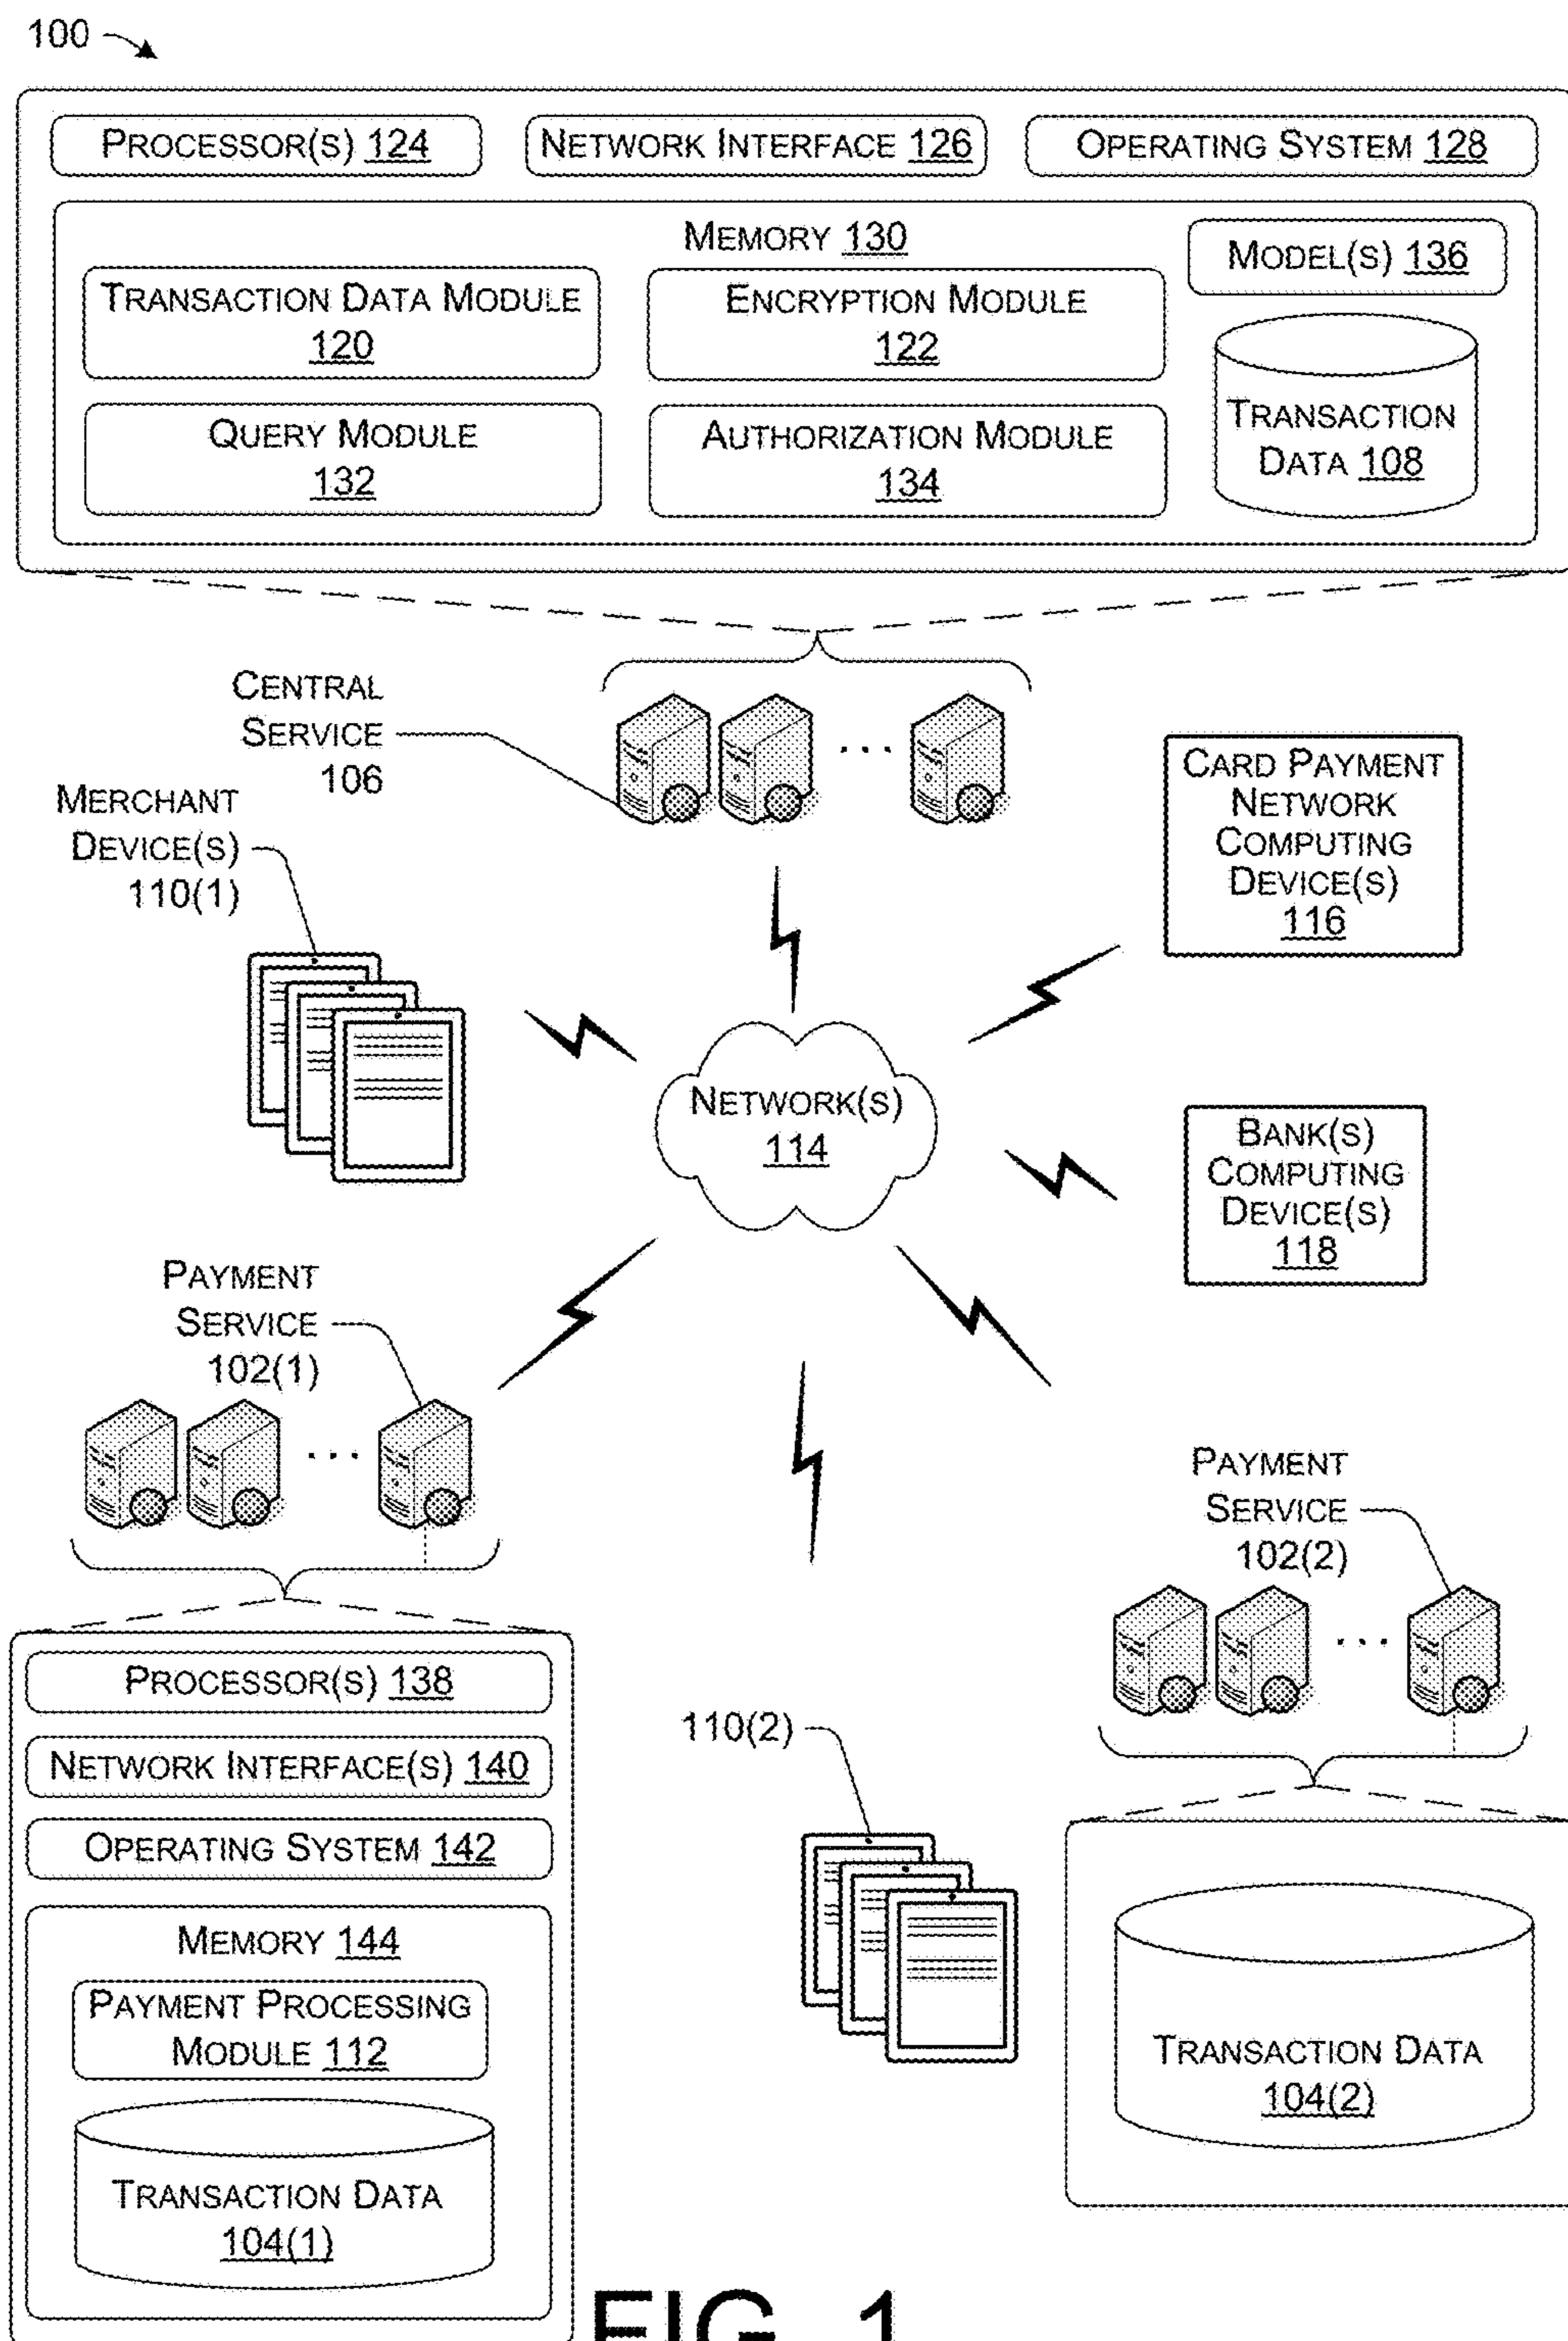 100
PROCESSOR(S) 124
NETWORK INTERFACE 126
OPERATING SYSTEM 128
MEMORY 130
MODEL(S) 136
TRANSACTION DATA MODULE
120
ENCRYPTION MODULE
122
QUERY MODULE
132
AUTHORIZATION MODULE
134
TRANSACTION
DATA 108
CENTRAL
SERVICE
106
MERCHANT
DEVICE(S)
110(1)
CARD PAYMENT
NETWORK
COMPUTING
DEVICE(S)
116
NETWORK(S)
114
BANK(S)
COMPUTING
DEVICE(S)
118
PAYMENT
SERVICE
102(1)
PAYMENT
SERVICE
102(2)
PROCESSOR(S) 138
NETWORK INTERFACE(S) 140
OPERATING SYSTEM 142
MEMORY 144
PAYMENT PROCESSING
MODULE 112
TRANSACTION DATA
104(1)
110(2)
TRANSACTION DATA
104(2)
FIG. 1